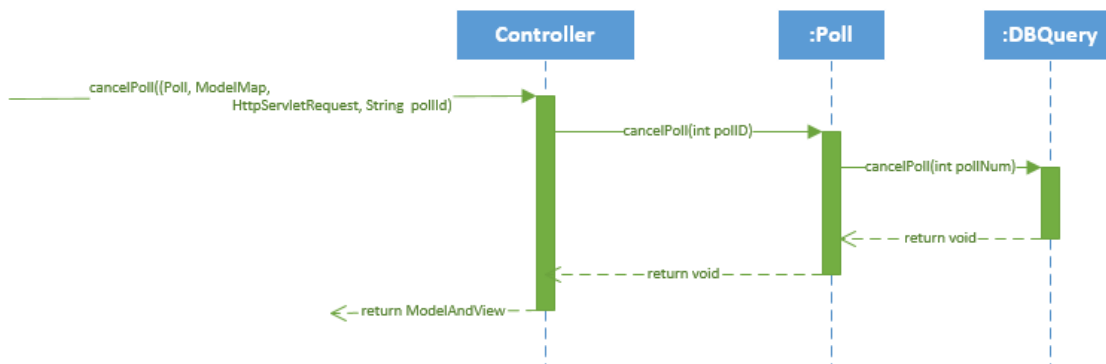 Controller
:Poll
:DBQuery
cancelPoll((Poll, ModelMap,
HttpServletRequest, String pollId)
cancelPoll(int pollD)
cancelPoll(int pollNum)
return void
return void
return ModelAndView